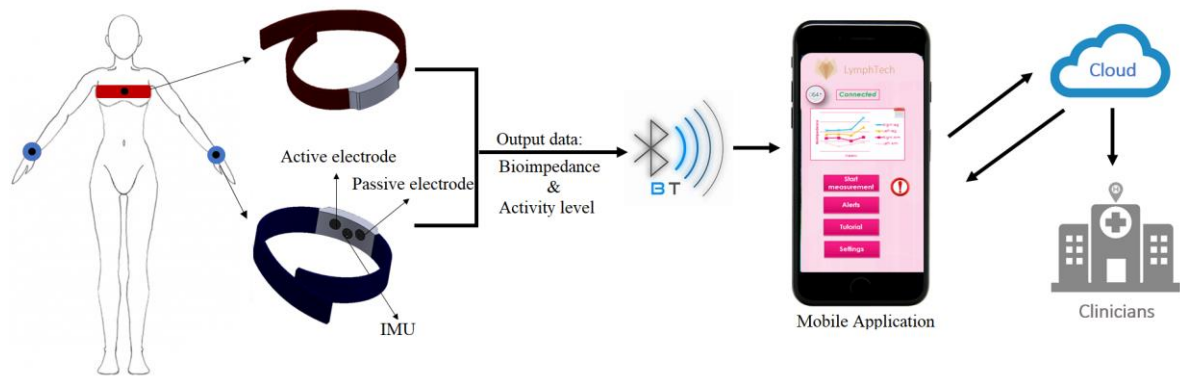 Active electrode
Passive electrode
IMU
Output data:
Bioimpedance
&
Activity level
BT
LymphTech
64
Connected
Start
measurement
Alerts
Tutorial
Settings
Mobile Application
Cloud
H
Clinicians